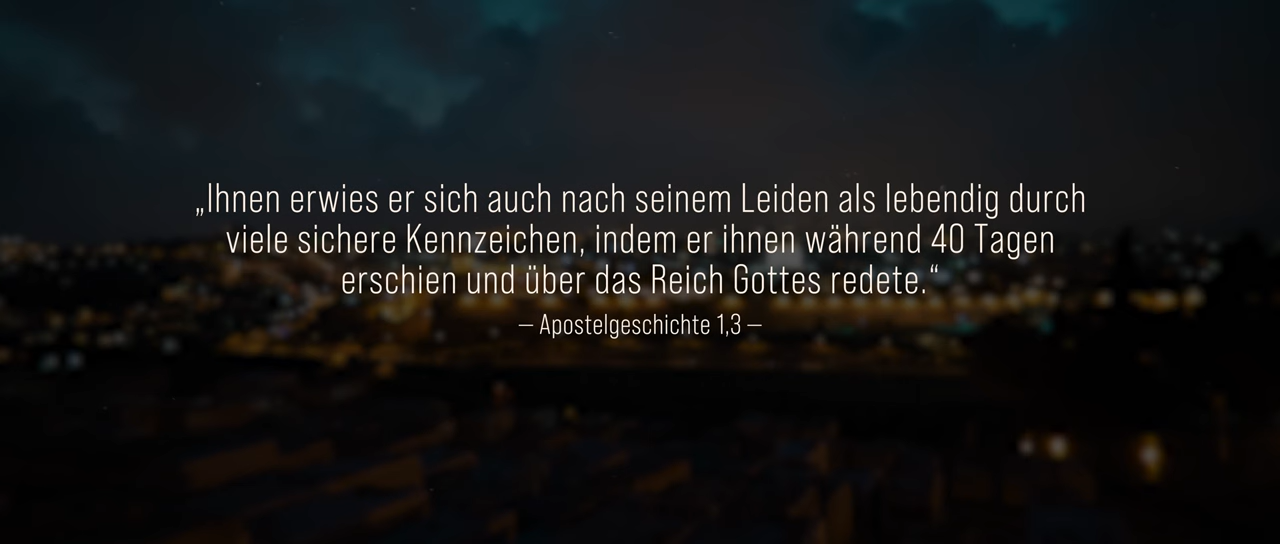 „Ihnen erwies er sich auch nach seinem Leiden als lebendig durch
viele sichere Kennzeichen, indem er ihnen während 40 Tagen
erschien und über das Reich Gottes redete.“
– Apostelgeschichte 1,3 –